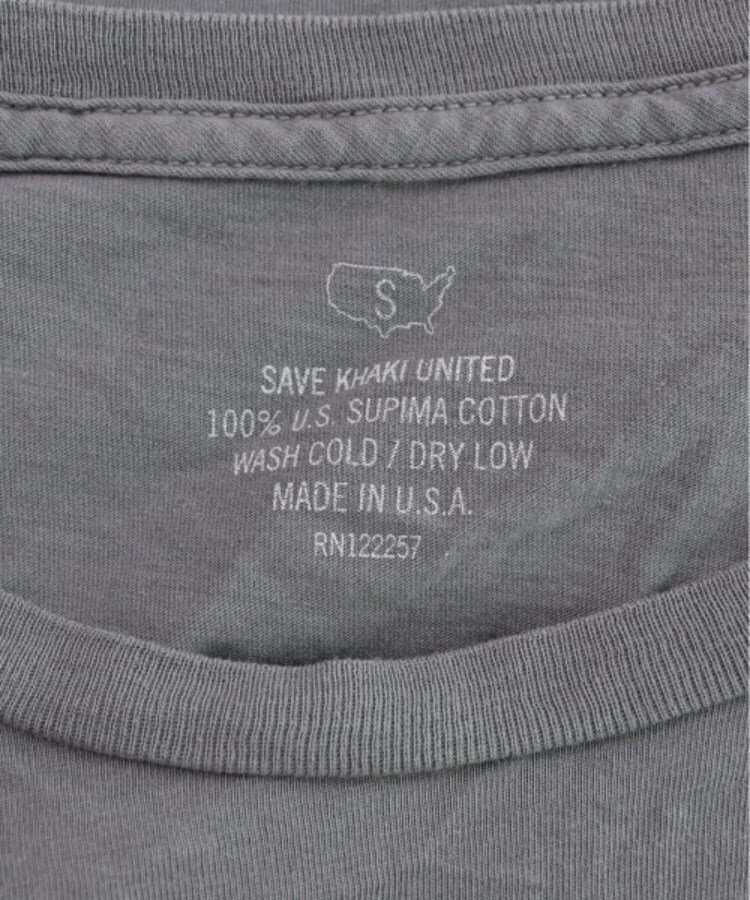 S
SAVE KHAKI UNITED
100% U.S. SUPIMA COTTON
WASH COLD / DRY LOW
MADE IN U.S.A.
RN122257